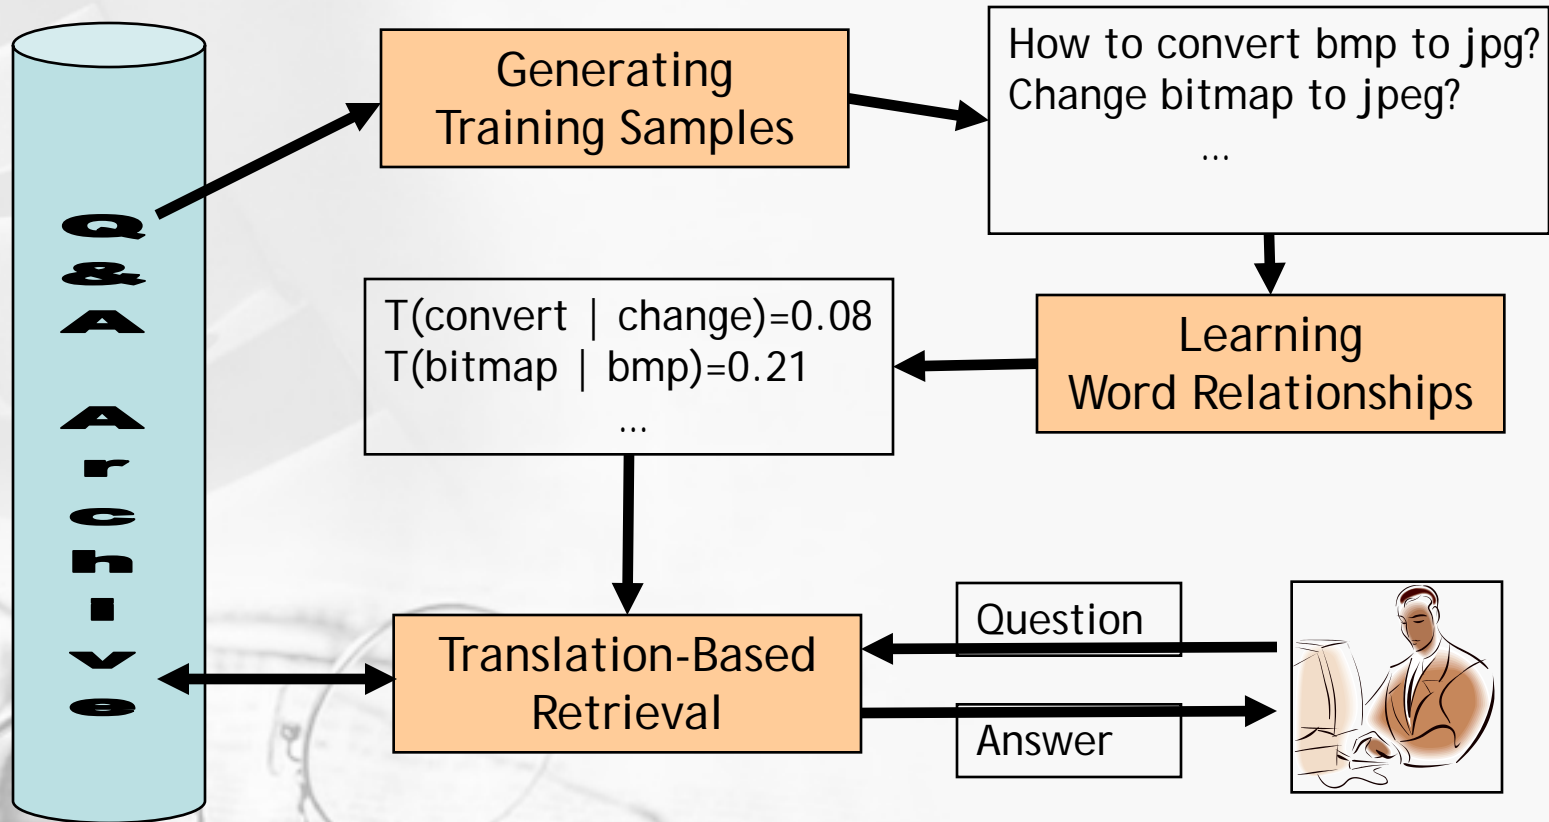 Q&A Archive
Generating
Training Samples
How to convert bmp to jpg?
Change bitmap to jpeg?
...
Learning
Word Relationships
T(convert | change)=0.08
T(bitmap | bmp)=0.21
...
Translation-Based
Retrieval
Question
Answer